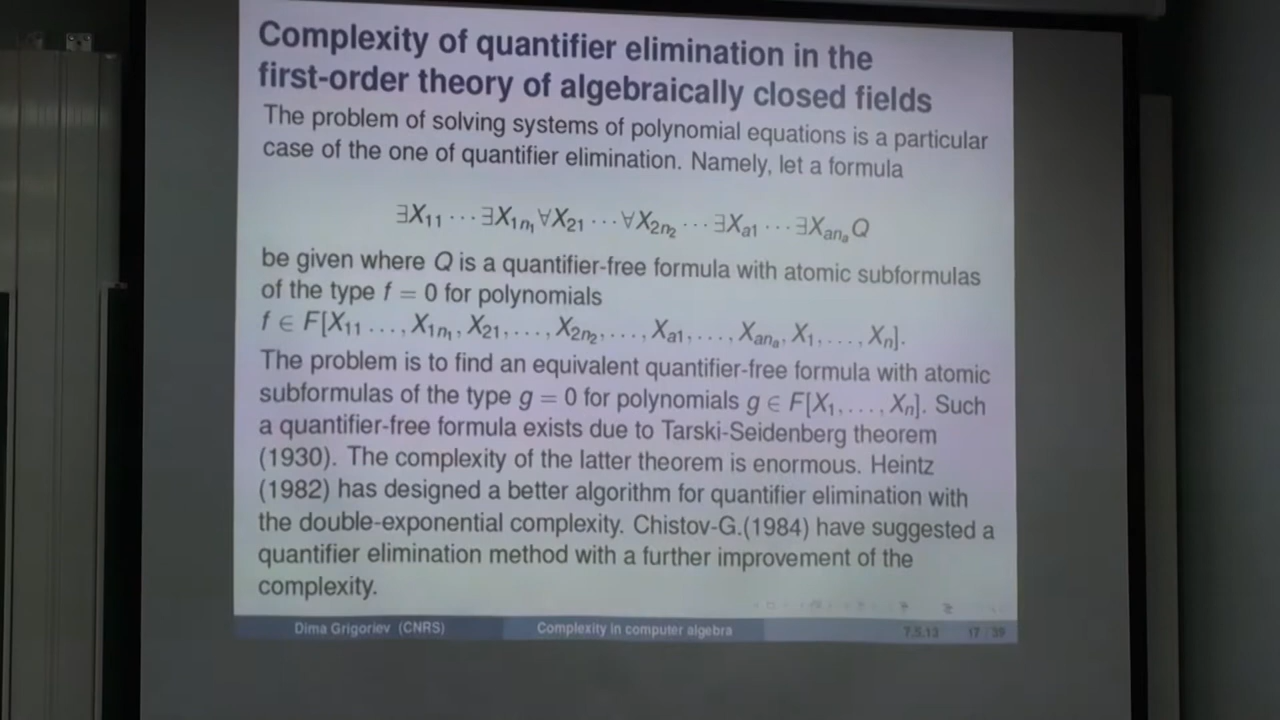 Complexity of quantifier elimination in the
first-order theory of algebraically closed fields
The problem of solving systems of polynomial equations is a particular
case of the one of quantifier elimination. Namely, let a formula
∃X₁₁ ⋯ ∃X₁ₙ₁ ∀X₂₁ ⋯ ∀X₂ₙ₂ ⋯ ∃Xₐ₁ ⋯ ∃Xₐₙₐ Q
be given where Q is a quantifier-free formula with atomic subformulas
of the type f = 0 for polynomials
f ∈ F[X₁₁ …, X₁ₙ₁, X₂₁, …, X₂ₙ₂, …, Xₐ₁, …, Xₐₙₐ, X₁, …, Xₙ].
The problem is to find an equivalent quantifier-free formula with atomic
subformulas of the type g = 0 for polynomials g ∈ F[X₁, …, Xₙ]. Such
a quantifier-free formula exists due to Tarski-Seidenberg theorem
(1930). The complexity of the latter theorem is enormous. Heintz
(1982) has designed a better algorithm for quantifier elimination with
the double-exponential complexity. Chistov-G.(1984) have suggested a
quantifier elimination method with a further improvement of the
complexity.
Dima Grigoriev (CNRS) Complexity in computer algebra 7.5.13 17 / 39